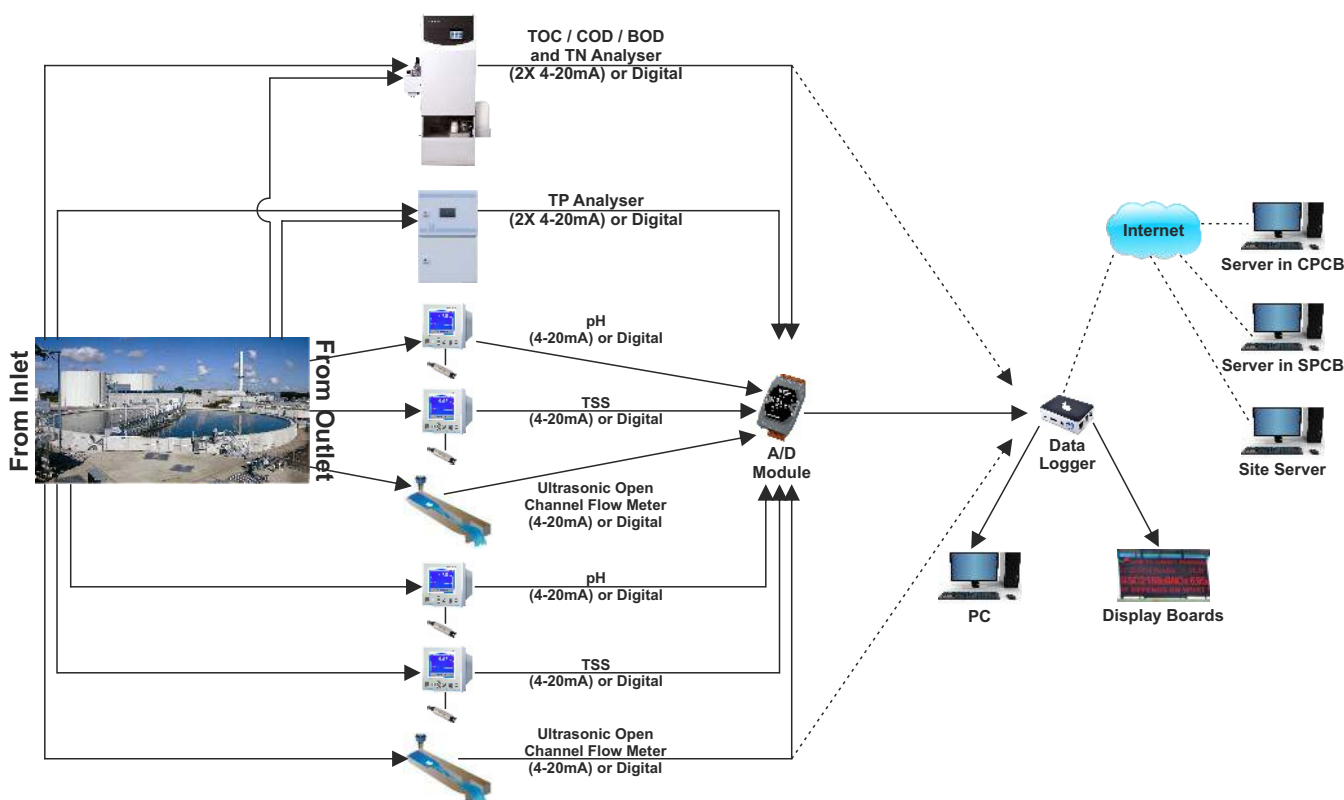 TOC / COD / BOD
and TN Analyser
(2X 4-20mA) or Digital
TP Analyser
(2X 4-20mA) or Digital
Internet
Server in CPCB
pH
(4-20mA) or Digital
Server in SPCB
From Inlet
From Outlet
TSS
(4-20mA) or Digital
A/D
Module
Data
Logger
Site Server
Ultrasonic Open
Channel Flow Meter
(4-20mA) or Digital
pH
(4-20mA) or Digital
PC
Display Boards
TSS
(4-20mA) or Digital
Ultrasonic Open
Channel Flow Meter
(4-20mA) or Digital